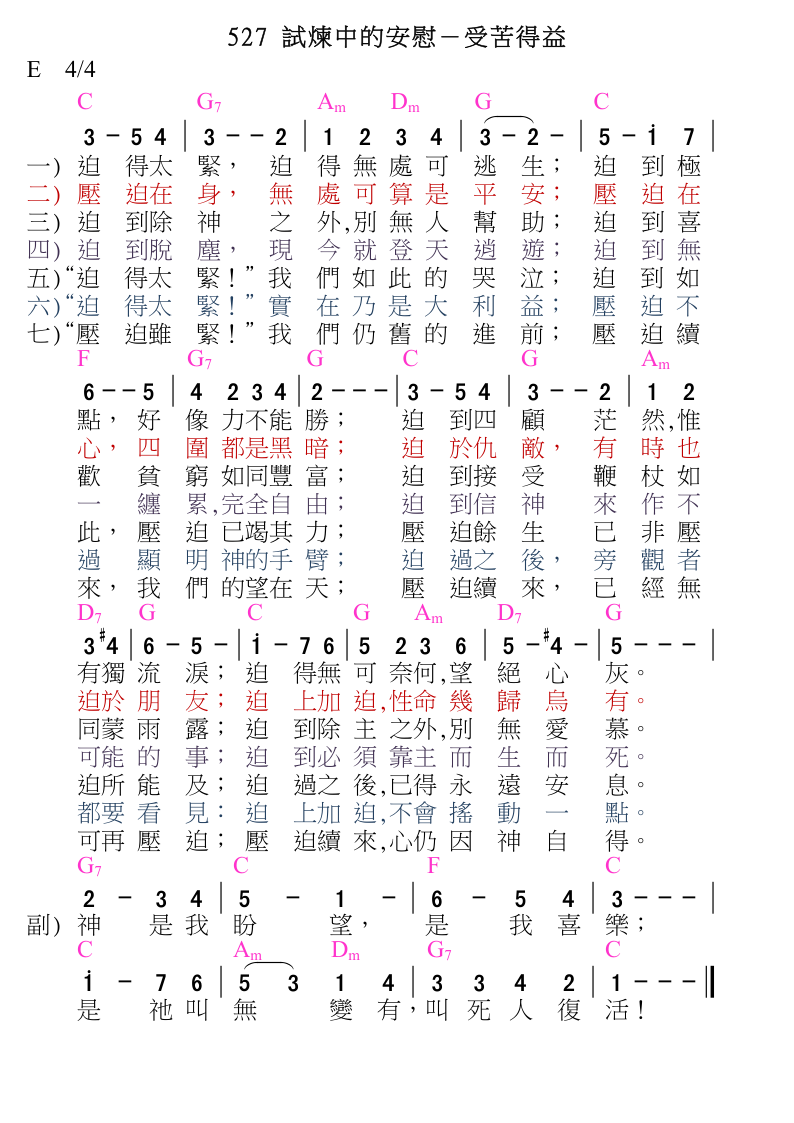 527 試煉中的安慰－受苦得益
E 4/4
C G7 Am Dm G C
3 - 5 4 | 3 - - 2 | 1 2 3 4 | 3 - 2 - | 5 - i 7 |
一) 迫 得太 緊， 迫 得 無 處 可 逃 生； 迫 到 極
二) 壓 迫在 身， 無 處 可 算 是 平 安； 壓 迫 在
三) 迫 到除 神 之 外,別 無 人 幫 助； 迫 到 喜
四) 迫 到脫 塵， 現 今 就 登 天 逍 遊； 迫 到 無
五)“迫 得太 緊！” 我 們 如 此 的 哭 泣； 迫 到 如
六)“迫 得太 緊！” 實 在 乃 是 大 利 益； 壓 迫 不
七)“壓 迫雖 緊！” 我 們 仍 舊 的 進 前； 壓 迫 續
F G7 G C G Am
6 - - 5 | 4 2 3 4 | 2 - - - | 3 - 5 4 | 3 - - 2 | 1 2
點， 好 像 力不能 勝； 迫 到四 顧 茫 然,惟
心， 四 圍 都是黑 暗； 迫 於仇 敵， 有 時 也
歡 貧 窮 如同豐 富； 迫 到接 受 鞭 杖 如
一 纏 累,完全自 由； 迫 到信 神 來 作 不
此， 壓 迫 已竭其 力； 壓 迫餘 生 已 非 壓
過 顯 明 神的手 臂； 迫 過之 後， 旁 觀 者
來， 我 們 的望在 天； 壓 迫續 來， 已 經 無
D7 G C G Am D7 G
3 #4 | 6 - 5 - | i - 7 6 | 5 2 3 6 | 5 - #4 - | 5 - - - |
有獨 流 淚； 迫 得無 可 奈何,望 絕 心 灰。
迫於 朋 友； 迫 上加 迫,性命 幾 歸 烏 有。
同蒙 雨 露； 迫 到除 主 之外,別 無 愛 慕。
可能 的 事； 迫 到必 須 靠主 而 生 而 死。
迫所 能 及； 迫 過之 後,已得 永 遠 安 息。
都要 看 見： 迫 上加 迫,不會 搖 動 一 點。
可再 壓 迫； 壓 迫續 來,心仍 因 神 自 得。
G7 C F C
2 - 3 4 | 5 - 1 - | 6 - 5 4 | 3 - - - |
副) 神 是 我 盼 望， 是 我 喜 樂；
C Am Dm G7 C
i - 7 6 | 5 3 1 4 | 3 3 4 2 | 1 - - - ‖
是 祂 叫 無 變 有，叫 死 人 復 活！